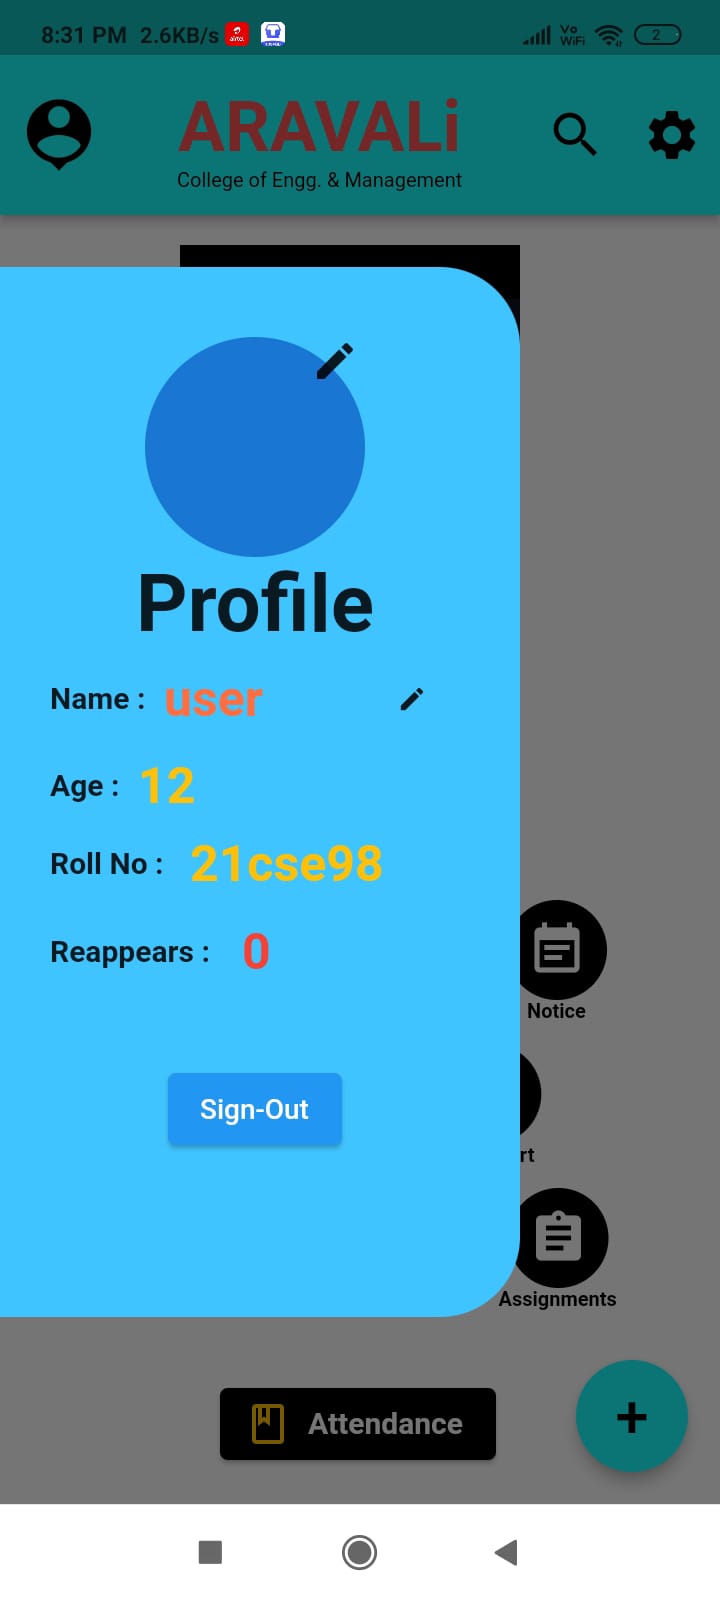 8:31 PM 2.6KB/s airtel Vo WiFi 2
ARAVALi
College of Engg. & Management
Profile
Name : user
Age : 12
Roll No : 21cse98
Reappears : 0
Notice
Sign-Out
rt
Assignments
Attendance
+